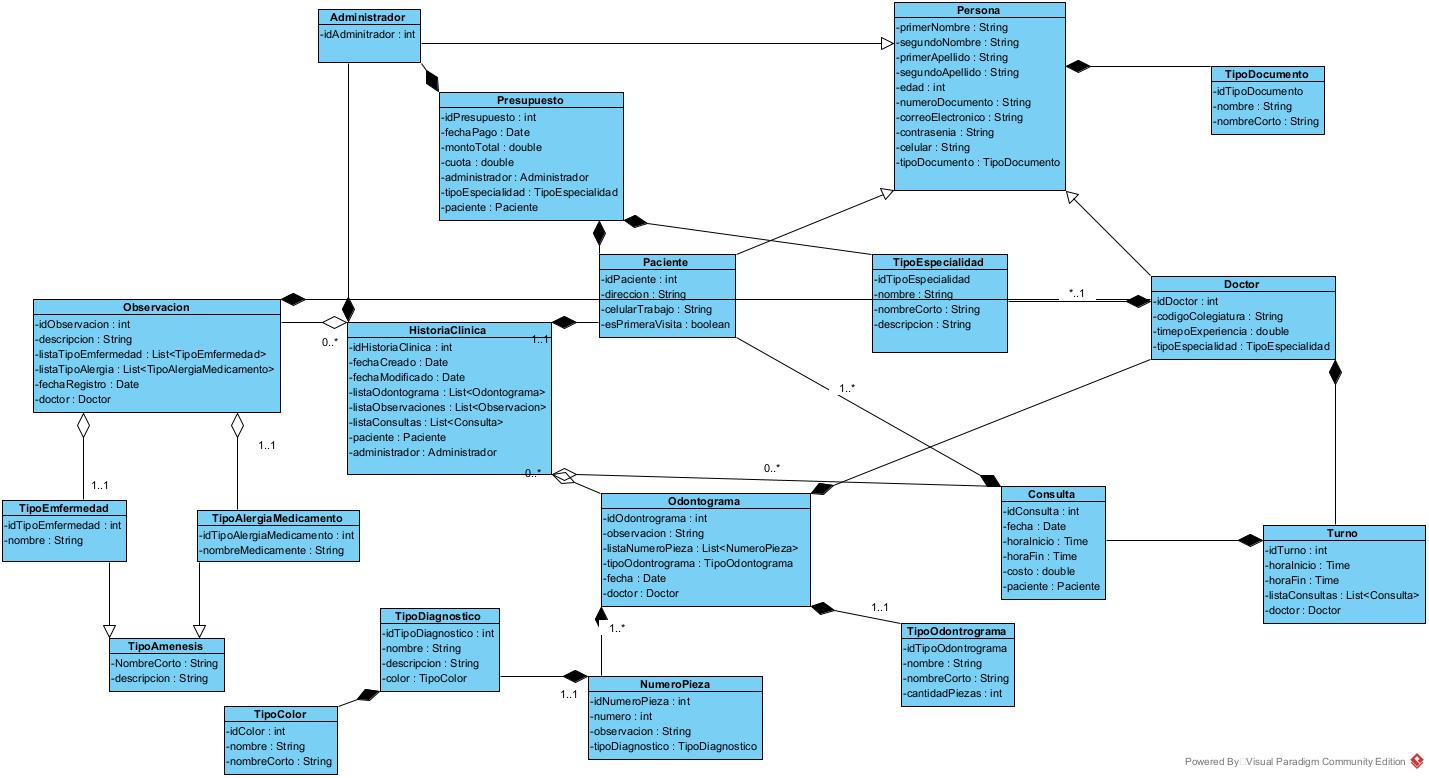 Administrador
-idAdminitrador : int
Persona
-primerNombre : String
-segundoNombre : String
-primerApellido : String
-segundoApellido : String
-edad : int
-numeroDocumento : String
-correoElectronico : String
-contrasenia : String
-celular : String
-tipoDocumento : TipoDocumento
TipoDocumento
-idTipoDocumento
-nombre : String
-nombreCorto : String
Presupuesto
-idPresupuesto : int
-fechaPago : Date
-montoTotal : double
-cuota : double
-administrador : Administrador
-tipoEspecialidad : TipoEspecialidad
-paciente : Paciente
Paciente
-idPaciente : int
-direccion : String
-celularTrabajo : String
-esPrimeraVisita : boolean
TipoEspecialidad
-idTipoEspecialidad
-nombre : String
-nombreCorto : String
-descripcion : String
*..1
Doctor
-idDoctor : int
-codigoColegiatura : String
-timepoExperiencia : double
-tipoEspecialidad : TipoEspecialidad
Observacion
-idObservacion : int
-descripcion : String
-listaTipoEmfermedad : List<TipoEmfermedad>
-listaTipoAlergia : List<TipoAlergiaMedicamento>
-fechaRegistro : Date
-doctor : Doctor
0..*
HistoriaClinica
1..1
-idHistoriaClinica : int
-fechaCreado : Date
-fechaModificado : Date
-listaOdontograma : List<Odontograma>
-listaObservaciones : List<Observacion>
-listaConsultas : List<Consulta>
-paciente : Paciente
-administrador : Administrador
0..*
1..*
0..*
1..1
1..1
TipoEmfermedad
-idTipoEmfermedad : int
-nombre : String
TipoAlergiaMedicamento
-idTipoAlergiaMedicamento : int
-nombreMedicamente : String
Odontograma
-idOdontrograma : int
-observacion : String
-listaNumeroPieza : List<NumeroPieza>
-tipoOdontrograma : TipoOdontograma
-fecha : Date
-doctor : Doctor
Consulta
-idConsulta : int
-fecha : Date
-horaInicio : Time
-horaFin : Time
-costo : double
-paciente : Paciente
Turno
-idTurno : int
-horaInicio : Time
-horaFin : Time
-listaConsultas : List<Consulta>
-doctor : Doctor
TipoAmenesis
-NombreCorto : String
-descripcion : String
TipoDiagnostico
-idTipoDiagnostico : int
-nombre : String
-descripcion : String
-color : TipoColor
1..*
1..1
TipoOdontrograma
-idTipoOdontrograma
-nombre : String
-nombreCorto : String
-cantidadPiezas : int
1..1
NumeroPieza
-idNumeroPieza : int
-numero : int
-observacion : String
-tipoDiagnostico : TipoDiagnostico
TipoColor
-idColor : int
-nombre : String
-nombreCorto : String
Powered By Visual Paradigm Community Edition